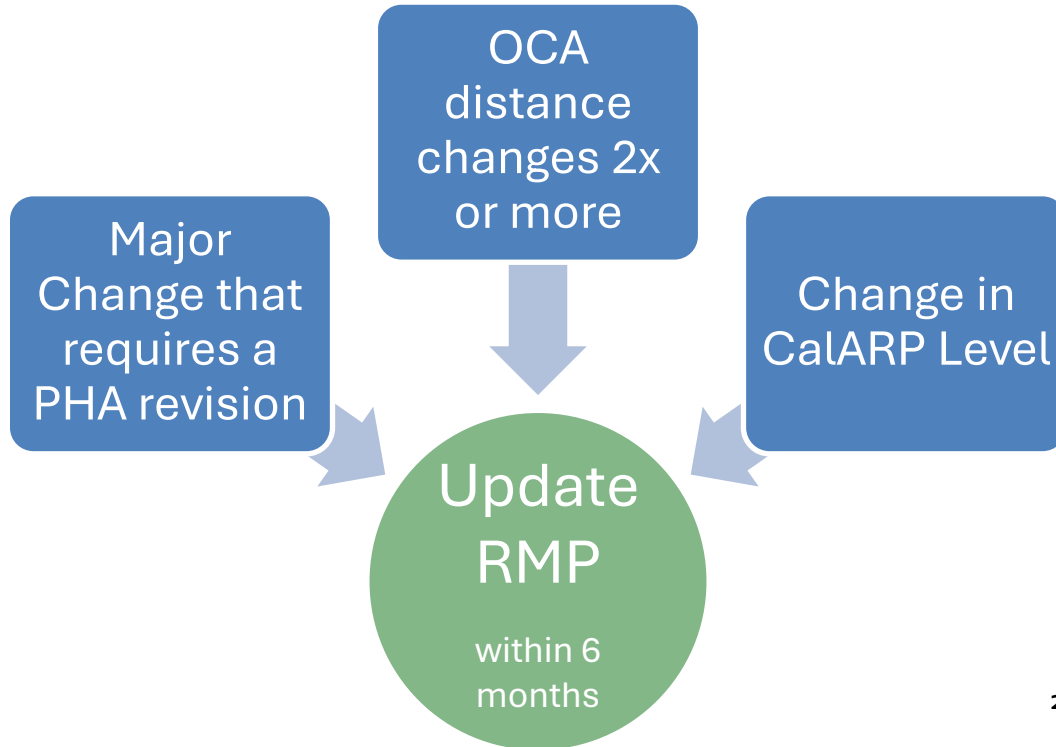 OCA
distance
changes 2x
or more
Major
Change that
requires a
PHA revision
Change in
CalARP Level
Update
RMP
within 6
months